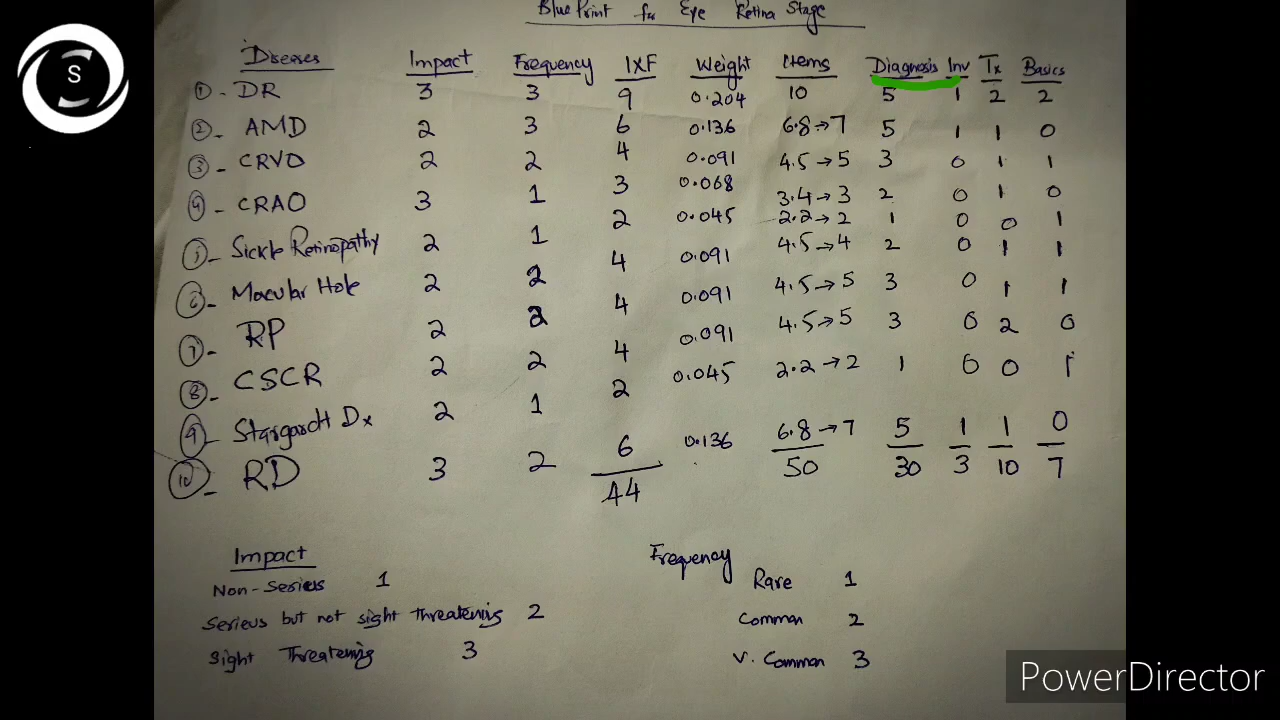 Blue Print for Eye Retina Stage
Diseases Impact Frequency IXF Weight Items Diagnosis Inv Tx Basics
① - DR 3 3 9 0.204 10 5 1 2 2
②- AMD 2 3 6 0.136 6.8→7 5 1 1 0
③- CRVO 2 2 4 0.091 4.5→5 3 0 1 1
④- CRAO 3 1 3 0.068 3.4→3 2 0 1 0
⑤- Sickle Retinopathy 2 1 2 0.045 2.2→2 1 0 0 1
⑥- Macular Hole 2 2 4 0.091 4.5→4 2 0 1 1
⑦- RP 2 2 4 0.091 4.5→5 3 0 1 1
⑧- CSCR 2 2 4 0.091 4.5→5 3 0 2 0
⑨- Stargardt Dx 2 1 2 0.045 2.2→2 1 0 0 1
⑩- RD 3 2 6 0.136 6.8→7 5 1 1 0
44 50 30 3 10 7
Impact
Non-Serious 1
Serious but not sight threatening 2
Sight Threatening 3
Frequency
Rare 1
Common 2
V. Common 3
S
PowerDirector